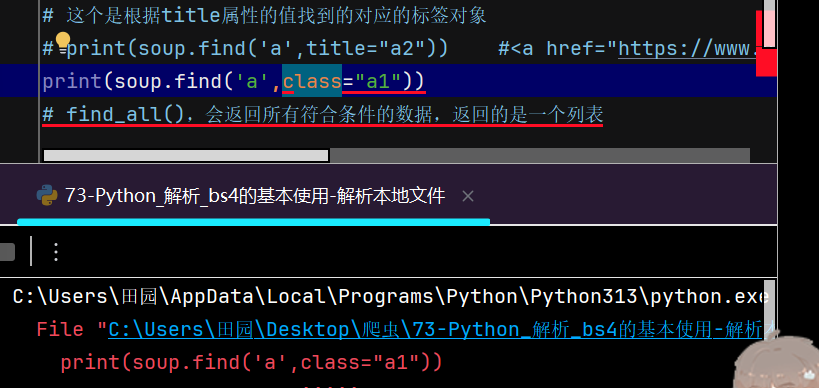 # 这个是根据title属性的值找到的对应的标签对象
# print(soup.find('a',title="a2"))    #<a href="https://www.
print(soup.find('a',class="a1"))
# find_all(), 会返回所有符合条件的数据，返回的是一个列表
73-Python_解析_bs4的基本使用-解析本地文件
C:\Users\田园\AppData\Local\Programs\Python\Python313\python.exe
File "C:\Users\田园\Desktop\爬虫\73-Python_解析_bs4的基本使用-解析
print(soup.find('a',class="a1"))